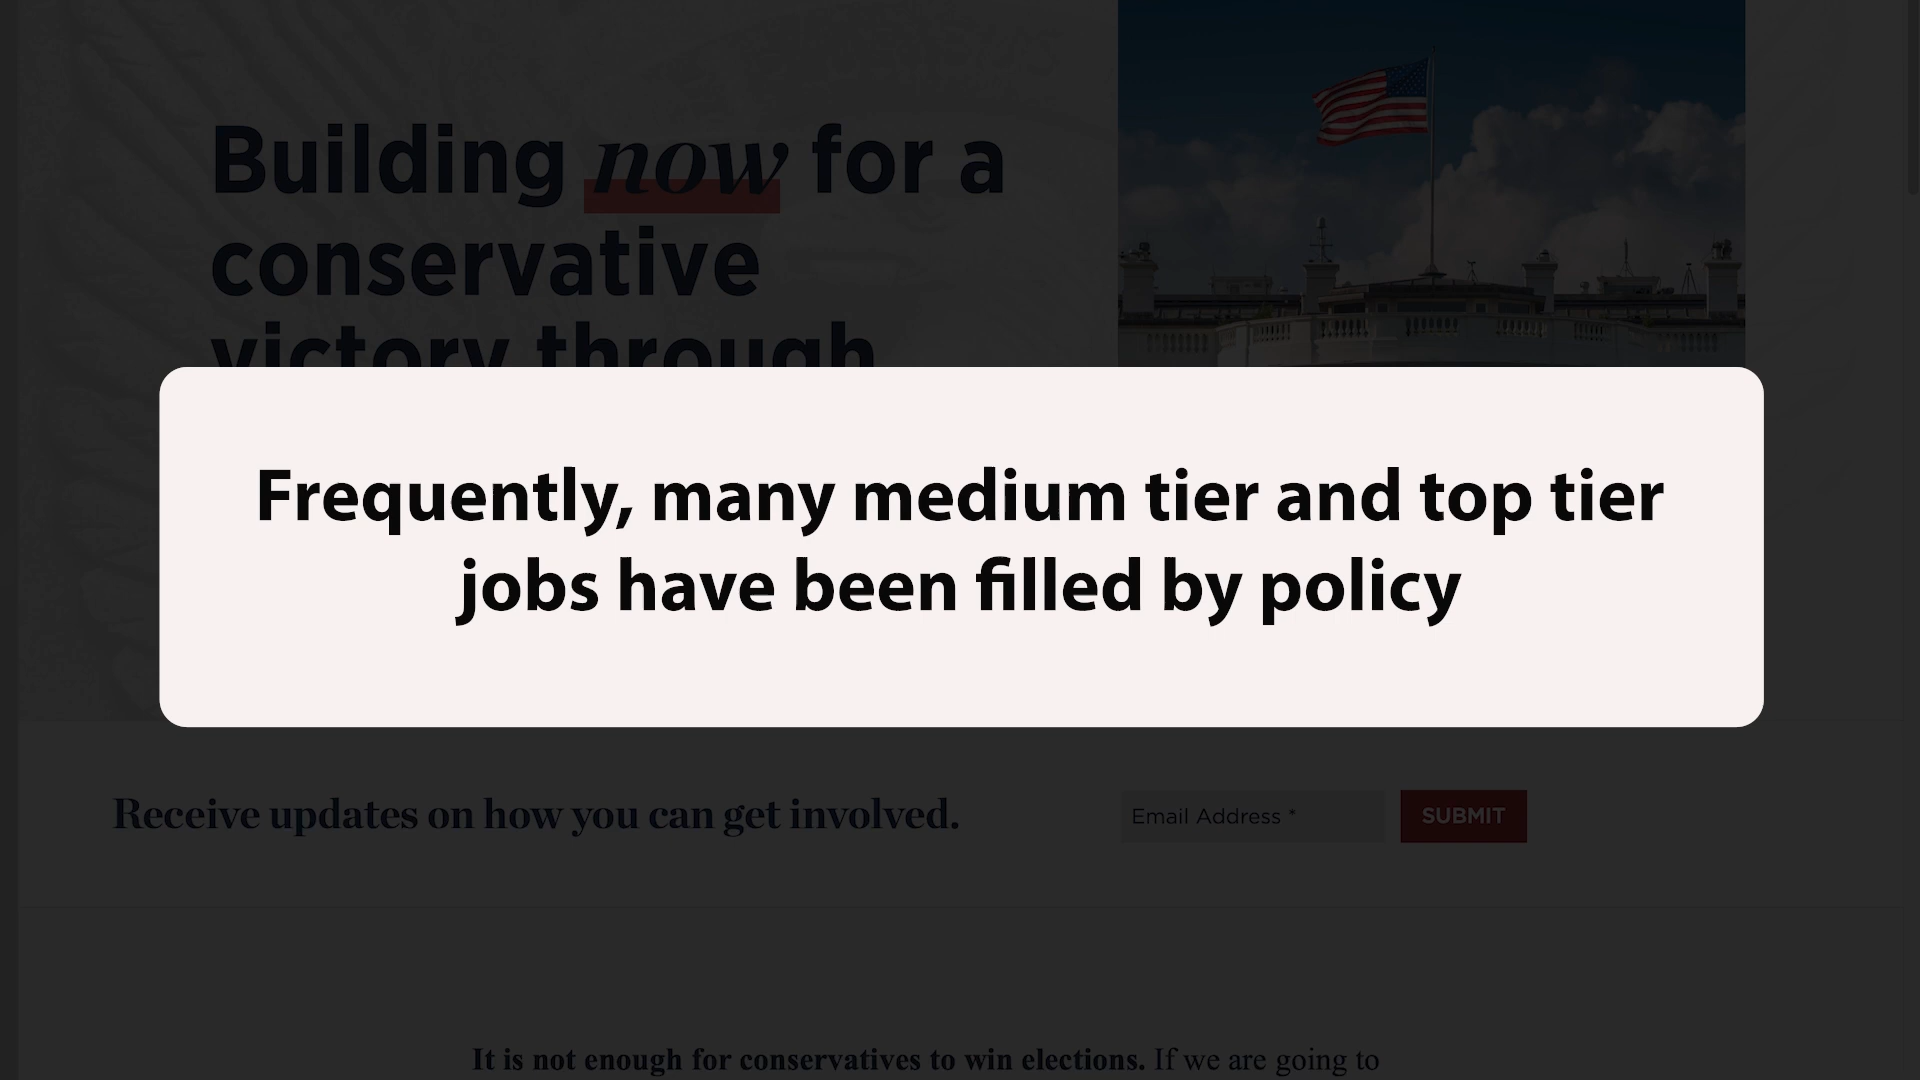 Building now for a
conservative
victory through
Frequently, many medium tier and top tier
jobs have been filled by policy
Receive updates on how you can get involved.
Email Address *
SUBMIT
It is not enough for conservatives to win elections. If we are going to